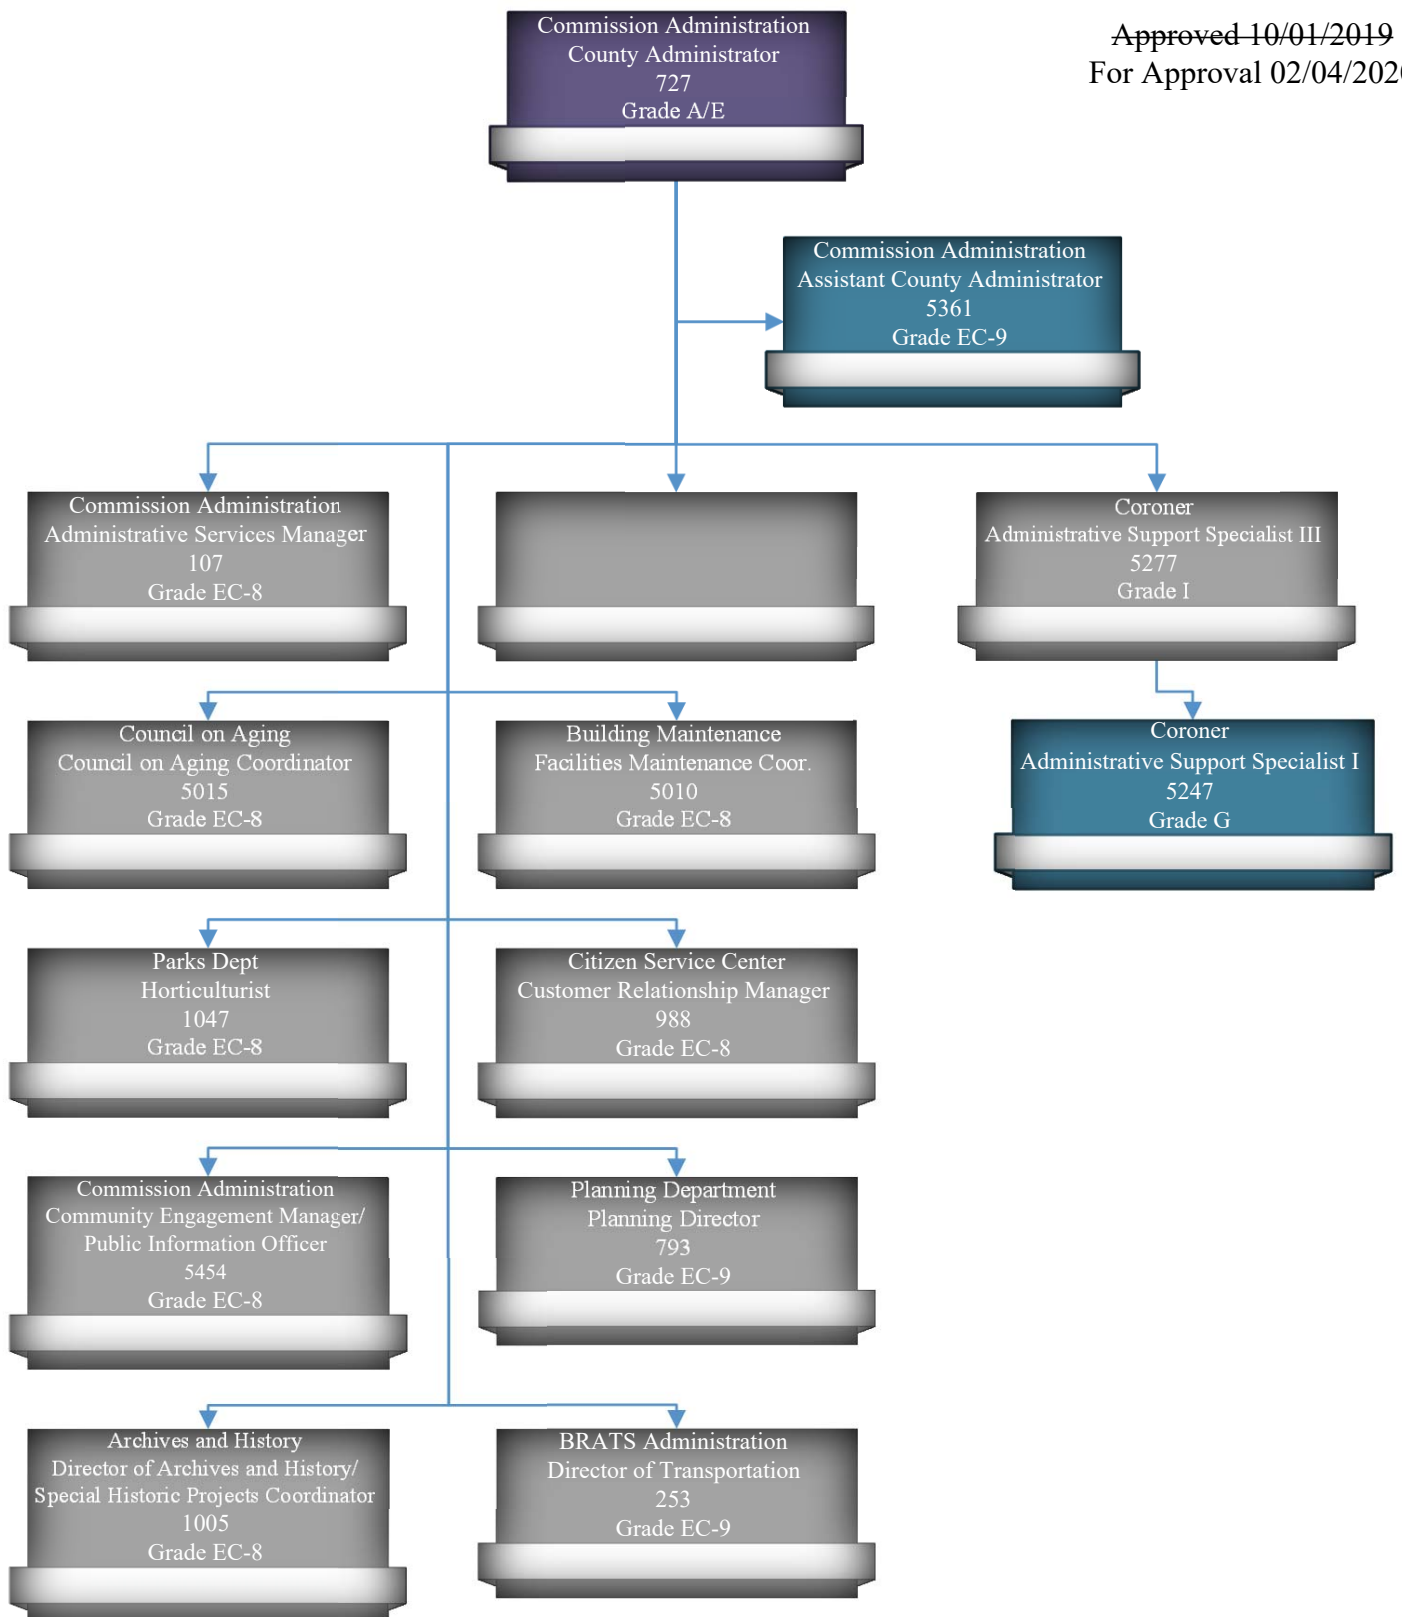 Commission Administration
County Administrator
727
Grade A/E
Approved 10/01/2019
For Approval 02/04/202
Commission Administration
Assistant County Administrator
5361
Grade EC-9
Commission Administration
Administrative Services Manager
107
Grade EC-8
Coroner
Administrative Support Specialist III
5277
Grade I
Council on Aging
Council on Aging Coordinator
5015
Grade EC-8
Building Maintenance
Facilities Maintenance Coor.
5010
Grade EC-8
Coroner
Administrative Support Specialist I
5247
Grade G
Parks Dept
Horticulturist
1047
Grade EC-8
Citizen Service Center
Customer Relationship Manager
988
Grade EC-8
Commission Administration
Community Engagement Manager/
Public Information Officer
5454
Grade EC-8
Planning Department
Planning Director
793
Grade EC-9
Archives and History
Director of Archives and History/
Special Historic Projects Coordinator
1005
Grade EC-8
BRATS Administration
Director of Transportation
253
Grade EC-9